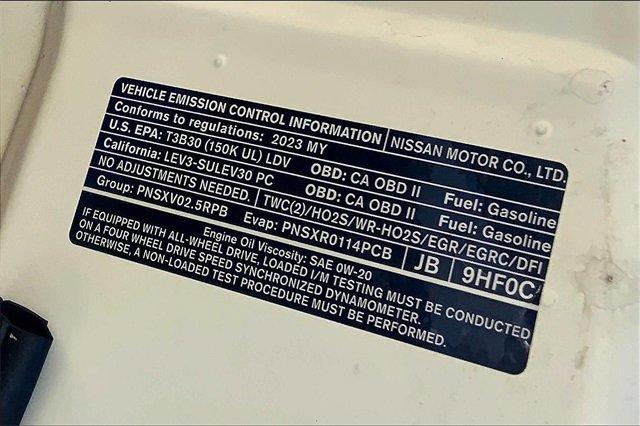 VEHICLE EMISSION CONTROL INFORMATION | NISSAN MOTOR CO., LTD.
Conforms to regulations: 2023 MY
U.S. EPA: T3B30 (150K UL) LDV OBD: CA OBD II Fuel: Gasoline
California: LEV3-SULEV30 PC OBD: CA OBD II Fuel: Gasoline
NO ADJUSTMENTS NEEDED. | TWC(2)/HO2S/WR-HO2S/EGR/EGRC/DFI
Group: PNSXV02.5RPB Evap: PNSXR0114PCB | JB | 9HF0C
Engine Oil Viscosity: SAE 0W-20
IF EQUIPPED WITH ALL-WHEEL DRIVE, LOADED I/M TESTING MUST BE CONDUCTED
ON A FOUR WHEEL DRIVE SPEED SYNCHRONIZED DYNAMOMETER.
OTHERWISE, A NON-LOADED TEST PROCEDURE MUST BE PERFORMED.